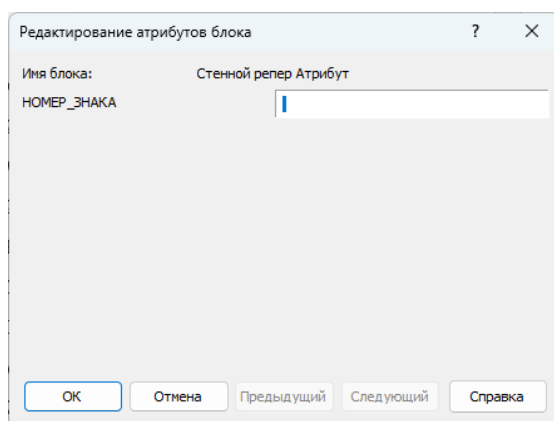 Редактирование атрибутов блока ? ×
Имя блока: Стенной репер Атрибут
НОМЕР_ЗНАКА
ОК Отмена Предыдущий Следующий Справка